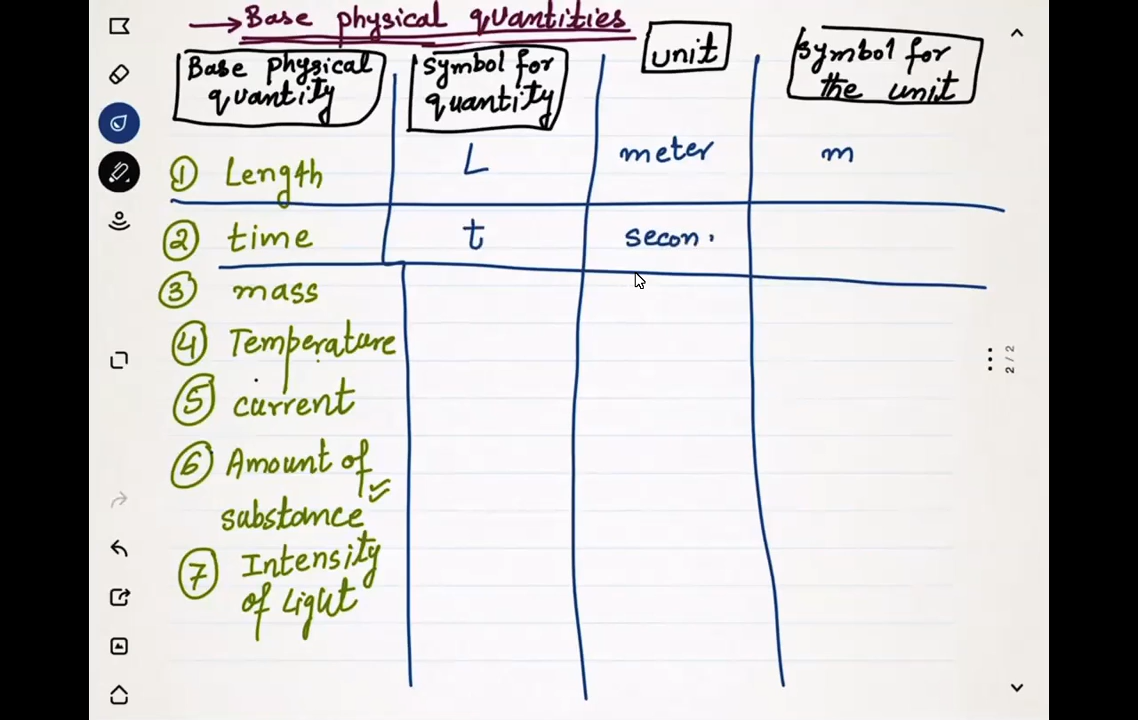 Base physical quantities
Base physical
quantity
symbol for
quantity
unit
symbol for
the unit
1 Length L meter m
2 time t secon
3 mass
4 Temperature
5 current
6 Amount of
substance
7 Intensity
of Light
2/2